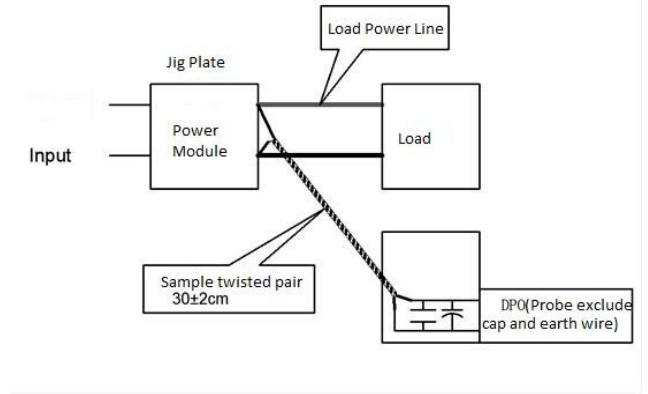 Load Power Line
Jig Plate
Power
Module
Load
Input
Sample twisted pair
30±2cm
DPO(Probe exclude
cap and earth wire)